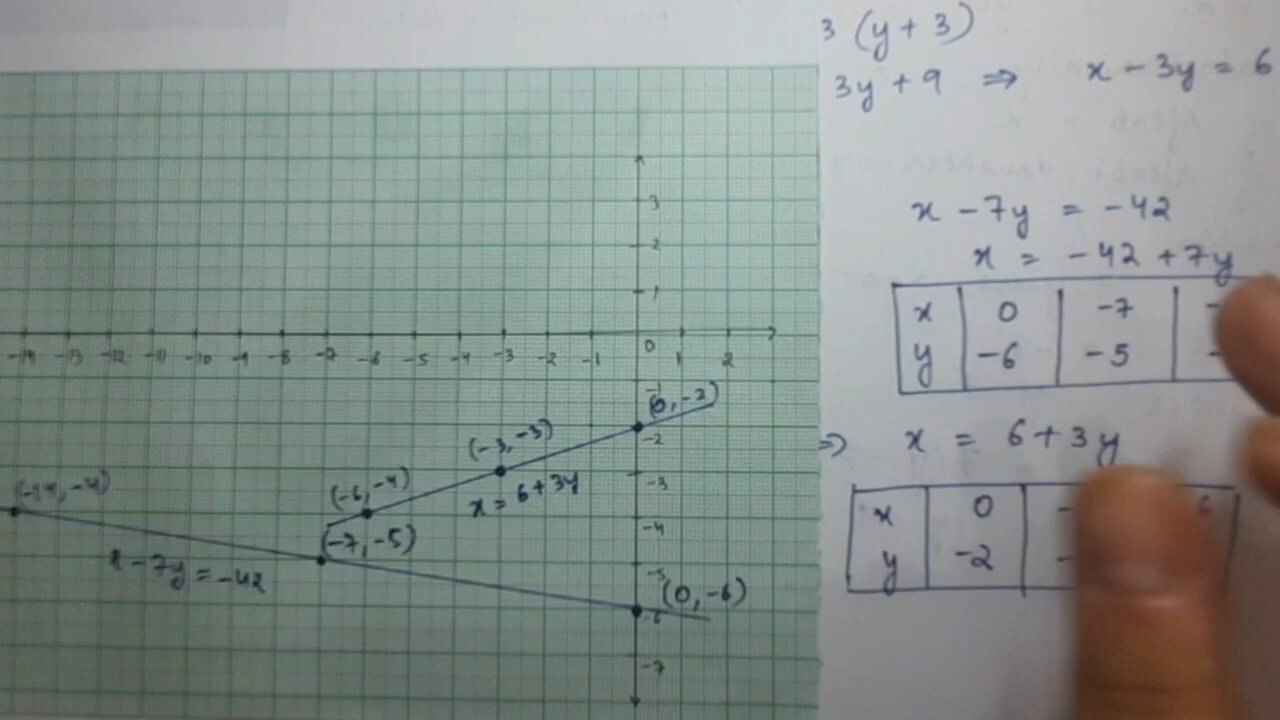 3 (y + 3)
3y + 9 ⇒ x - 3y = 6
x - 7y = -42
x = -42 + 7y
x 0 -7
y -6 -5
⇒ x = 6 + 3y
x 0
y -2
3
2
1
-14 -13 -12 -11 -10 -9 -8 -7 -6 -5 -4 -3 -2 -1 0 1 2
-1
(0, -2)
-2
(-3, -3)
-3
(-6, -4)
x = 6 + 3y
(-14, -4)
-4
(-7, -5)
-5
x - 7y = -42
(0, -6)
-6
-7